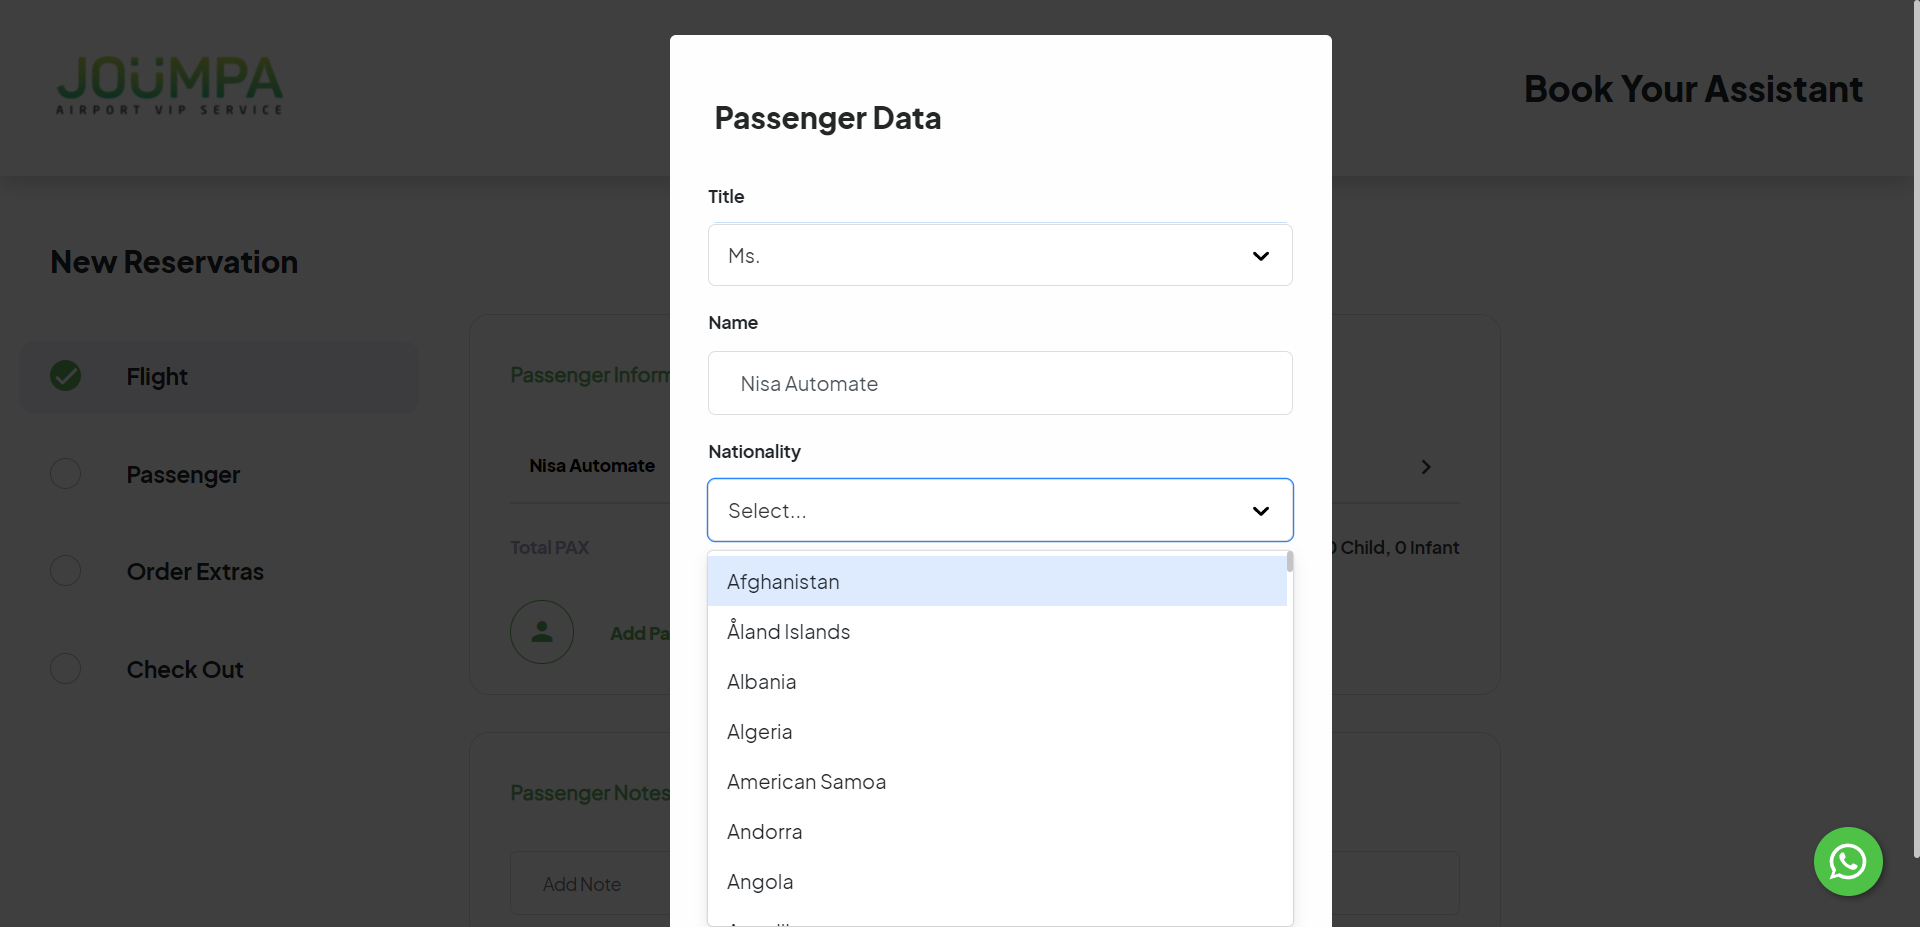 JOÜMPA
AIRPORT VIP SERVICE
Book Your Assistant
New Reservation
Flight
Passenger
Order Extras
Check Out
Passenger Inform
Nisa Automate
Total PAX
Child, 0 Infant
Add Pa
Passenger Notes
Add Note
Passenger Data
Title
Ms.
Name
Nisa Automate
Nationality
Select...
Afghanistan
Åland Islands
Albania
Algeria
American Samoa
Andorra
Angola